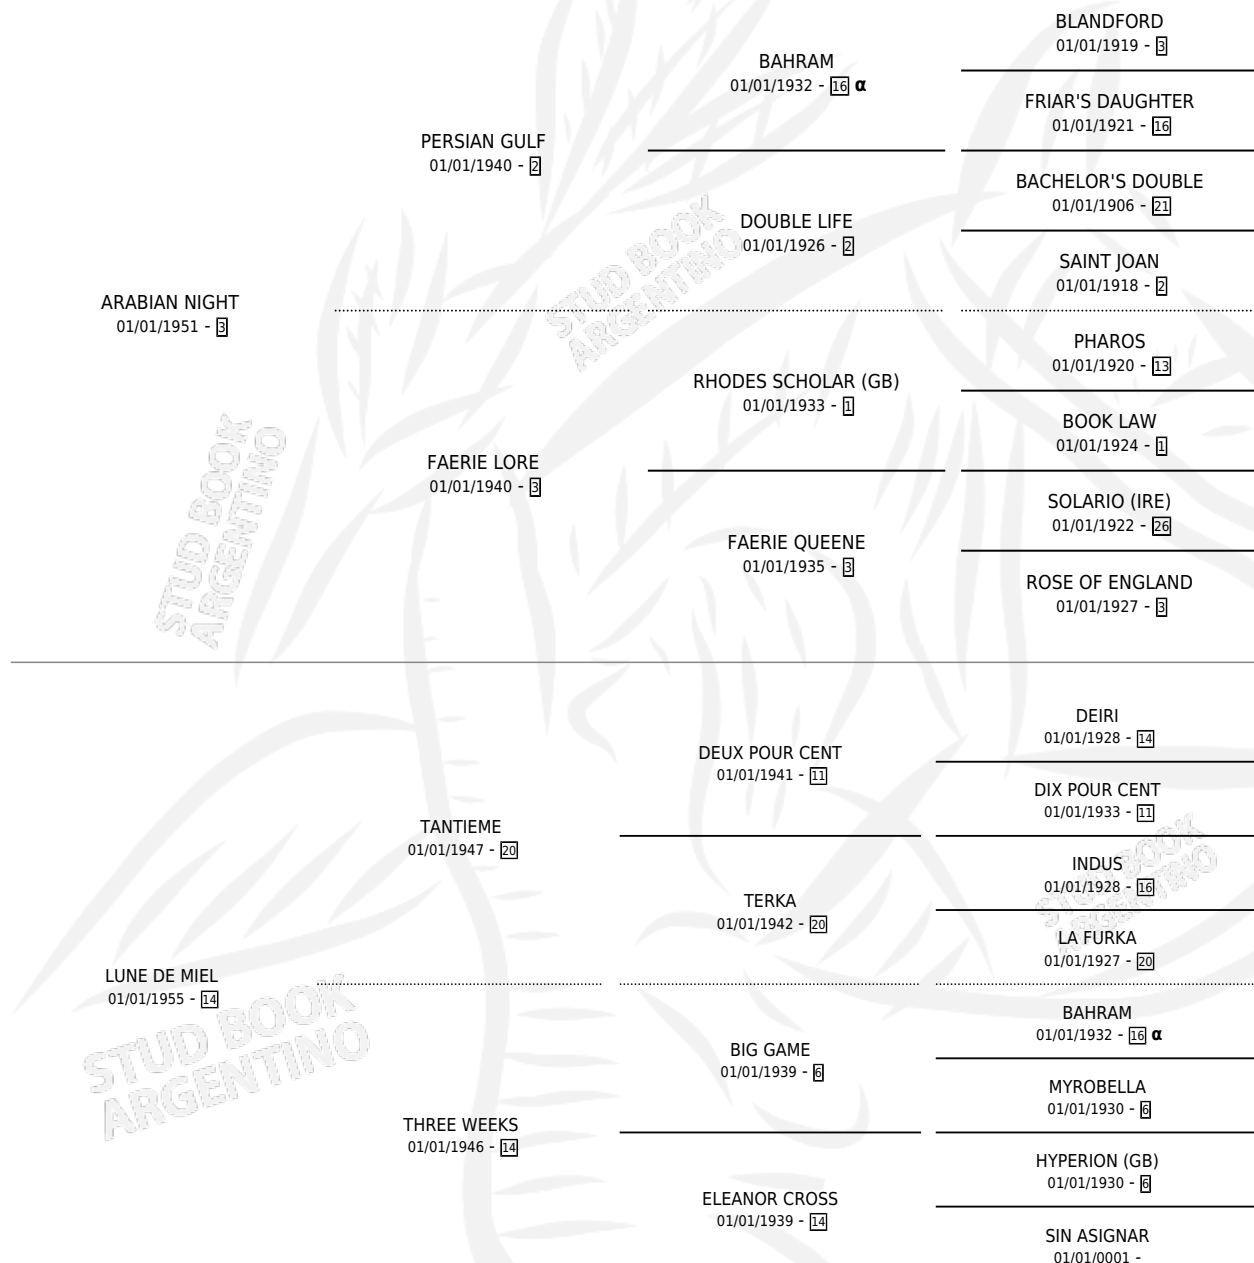 BLANDFORD
01/01/1919 - 3
BAHRAM
01/01/1932 - 16 α
FRIAR'S DAUGHTER
01/01/1921 - 16
PERSIAN GULF
01/01/1940 - 2
BACHELOR'S DOUBLE
01/01/1906 - 21
DOUBLE LIFE
01/01/1926 - 2
SAINT JOAN
01/01/1918 - 2
ARABIAN NIGHT
01/01/1951 - 3
PHAROS
01/01/1920 - 13
RHODES SCHOLAR (GB)
01/01/1933 - 1
BOOK LAW
01/01/1924 - 1
FAERIE LORE
01/01/1940 - 3
SOLARIO (IRE)
01/01/1922 - 26
FAERIE QUEENE
01/01/1935 - 3
ROSE OF ENGLAND
01/01/1927 - 3
DEIRI
01/01/1928 - 14
DEUX POUR CENT
01/01/1941 - 11
DIX POUR CENT
01/01/1933 - 11
TANTIEME
01/01/1947 - 20
INDUS
01/01/1928 - 16
TERKA
01/01/1942 - 20
LA FURKA
01/01/1927 - 20
LUNE DE MIEL
01/01/1955 - 14
BAHRAM
01/01/1932 - 16 α
BIG GAME
01/01/1939 - 6
MYROBELLA
01/01/1930 - 6
THREE WEEKS
01/01/1946 - 14
HYPERION (GB)
01/01/1930 - 6
ELEANOR CROSS
01/01/1939 - 14
SIN ASIGNAR
01/01/0001 -
STUD BOOK
ARGENTINO
STUD BOOK
ARGENTINO
STUD BOOK
ARGENTINO
STUD BOOK
ARGENTINO